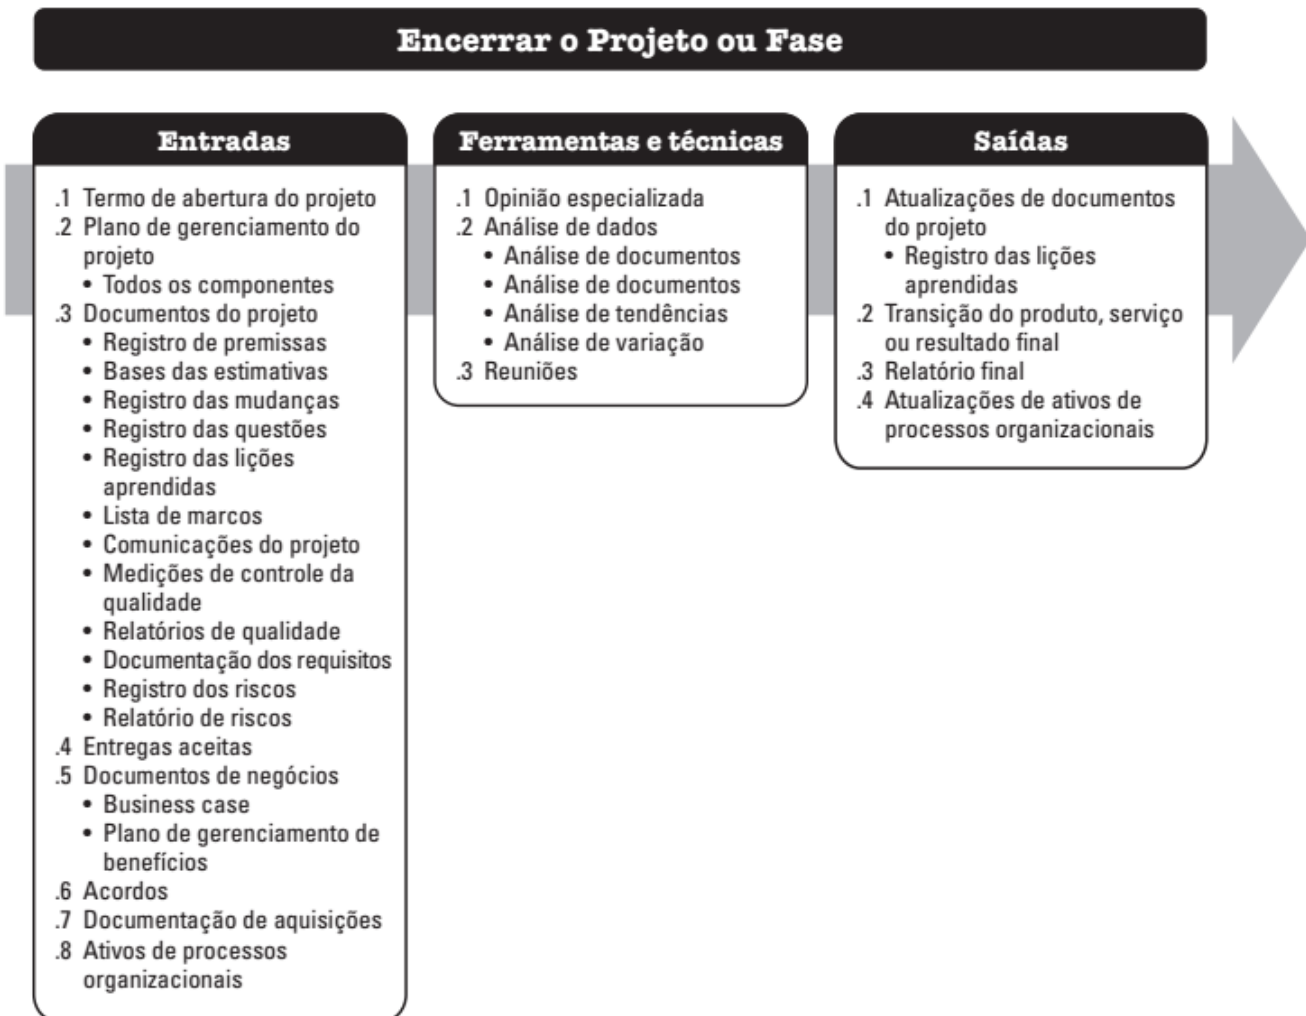 Encerrar o Projeto ou Fase
Entradas
.1 Termo de abertura do projeto
.2 Plano de gerenciamento do
projeto
• Todos os componentes
.3 Documentos do projeto
• Registro de premissas
• Bases das estimativas
• Registro das mudanças
• Registro das questões
• Registro das lições
aprendidas
• Lista de marcos
• Comunicações do projeto
• Medições de controle da
qualidade
• Relatórios de qualidade
• Documentação dos requisitos
• Registro dos riscos
• Relatório de riscos
.4 Entregas aceitas
.5 Documentos de negócios
• Business case
• Plano de gerenciamento de
benefícios
.6 Acordos
.7 Documentação de aquisições
.8 Ativos de processos
organizacionais
Ferramentas e técnicas
.1 Opinião especializada
.2 Análise de dados
• Análise de documentos
• Análise de documentos
• Análise de tendências
• Análise de variação
.3 Reuniões
Saídas
.1 Atualizações de documentos
do projeto
• Registro das lições
aprendidas
.2 Transição do produto, serviço
ou resultado final
.3 Relatório final
.4 Atualizações de ativos de
processos organizacionais